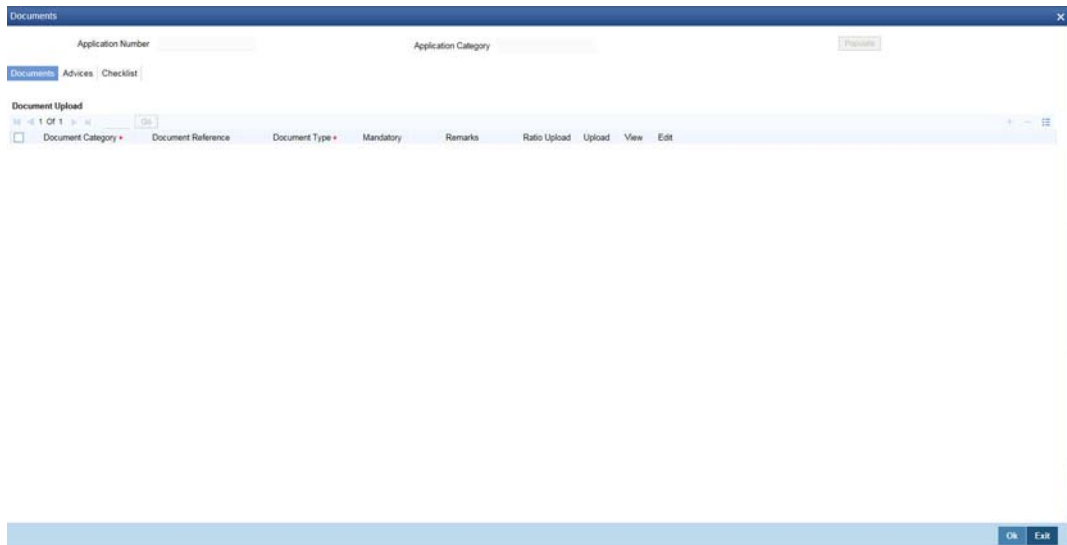 Documents
Application Number Application Category Populate
Documents Advices Checklist
Document Upload
1 Of 1 Go
Document Category * Document Reference Document Type * Mandatory Remarks Ratio Upload Upload View Edit
Ok Exit